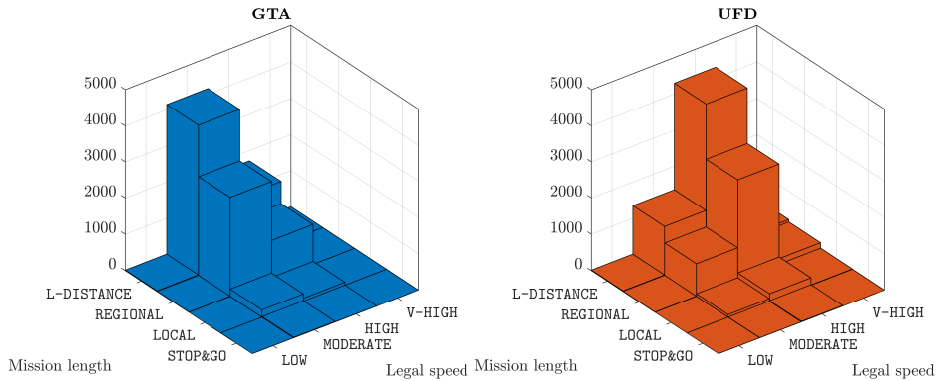 GTA
5000
4000
3000
2000
1000
0
L-DISTANCE
REGIONAL
LOCAL
STOP&GO
Mission length
LOW
MODERATE
HIGH
V-HIGH
Legal speed
UFD
5000
4000
3000
2000
1000
0
L-DISTANCE
REGIONAL
LOCAL
STOP&GO
Mission length
LOW
MODERATE
HIGH
V-HIGH
Legal speed